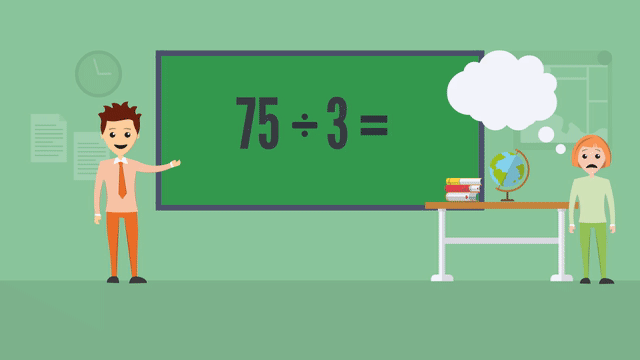 75 ÷ 3 =